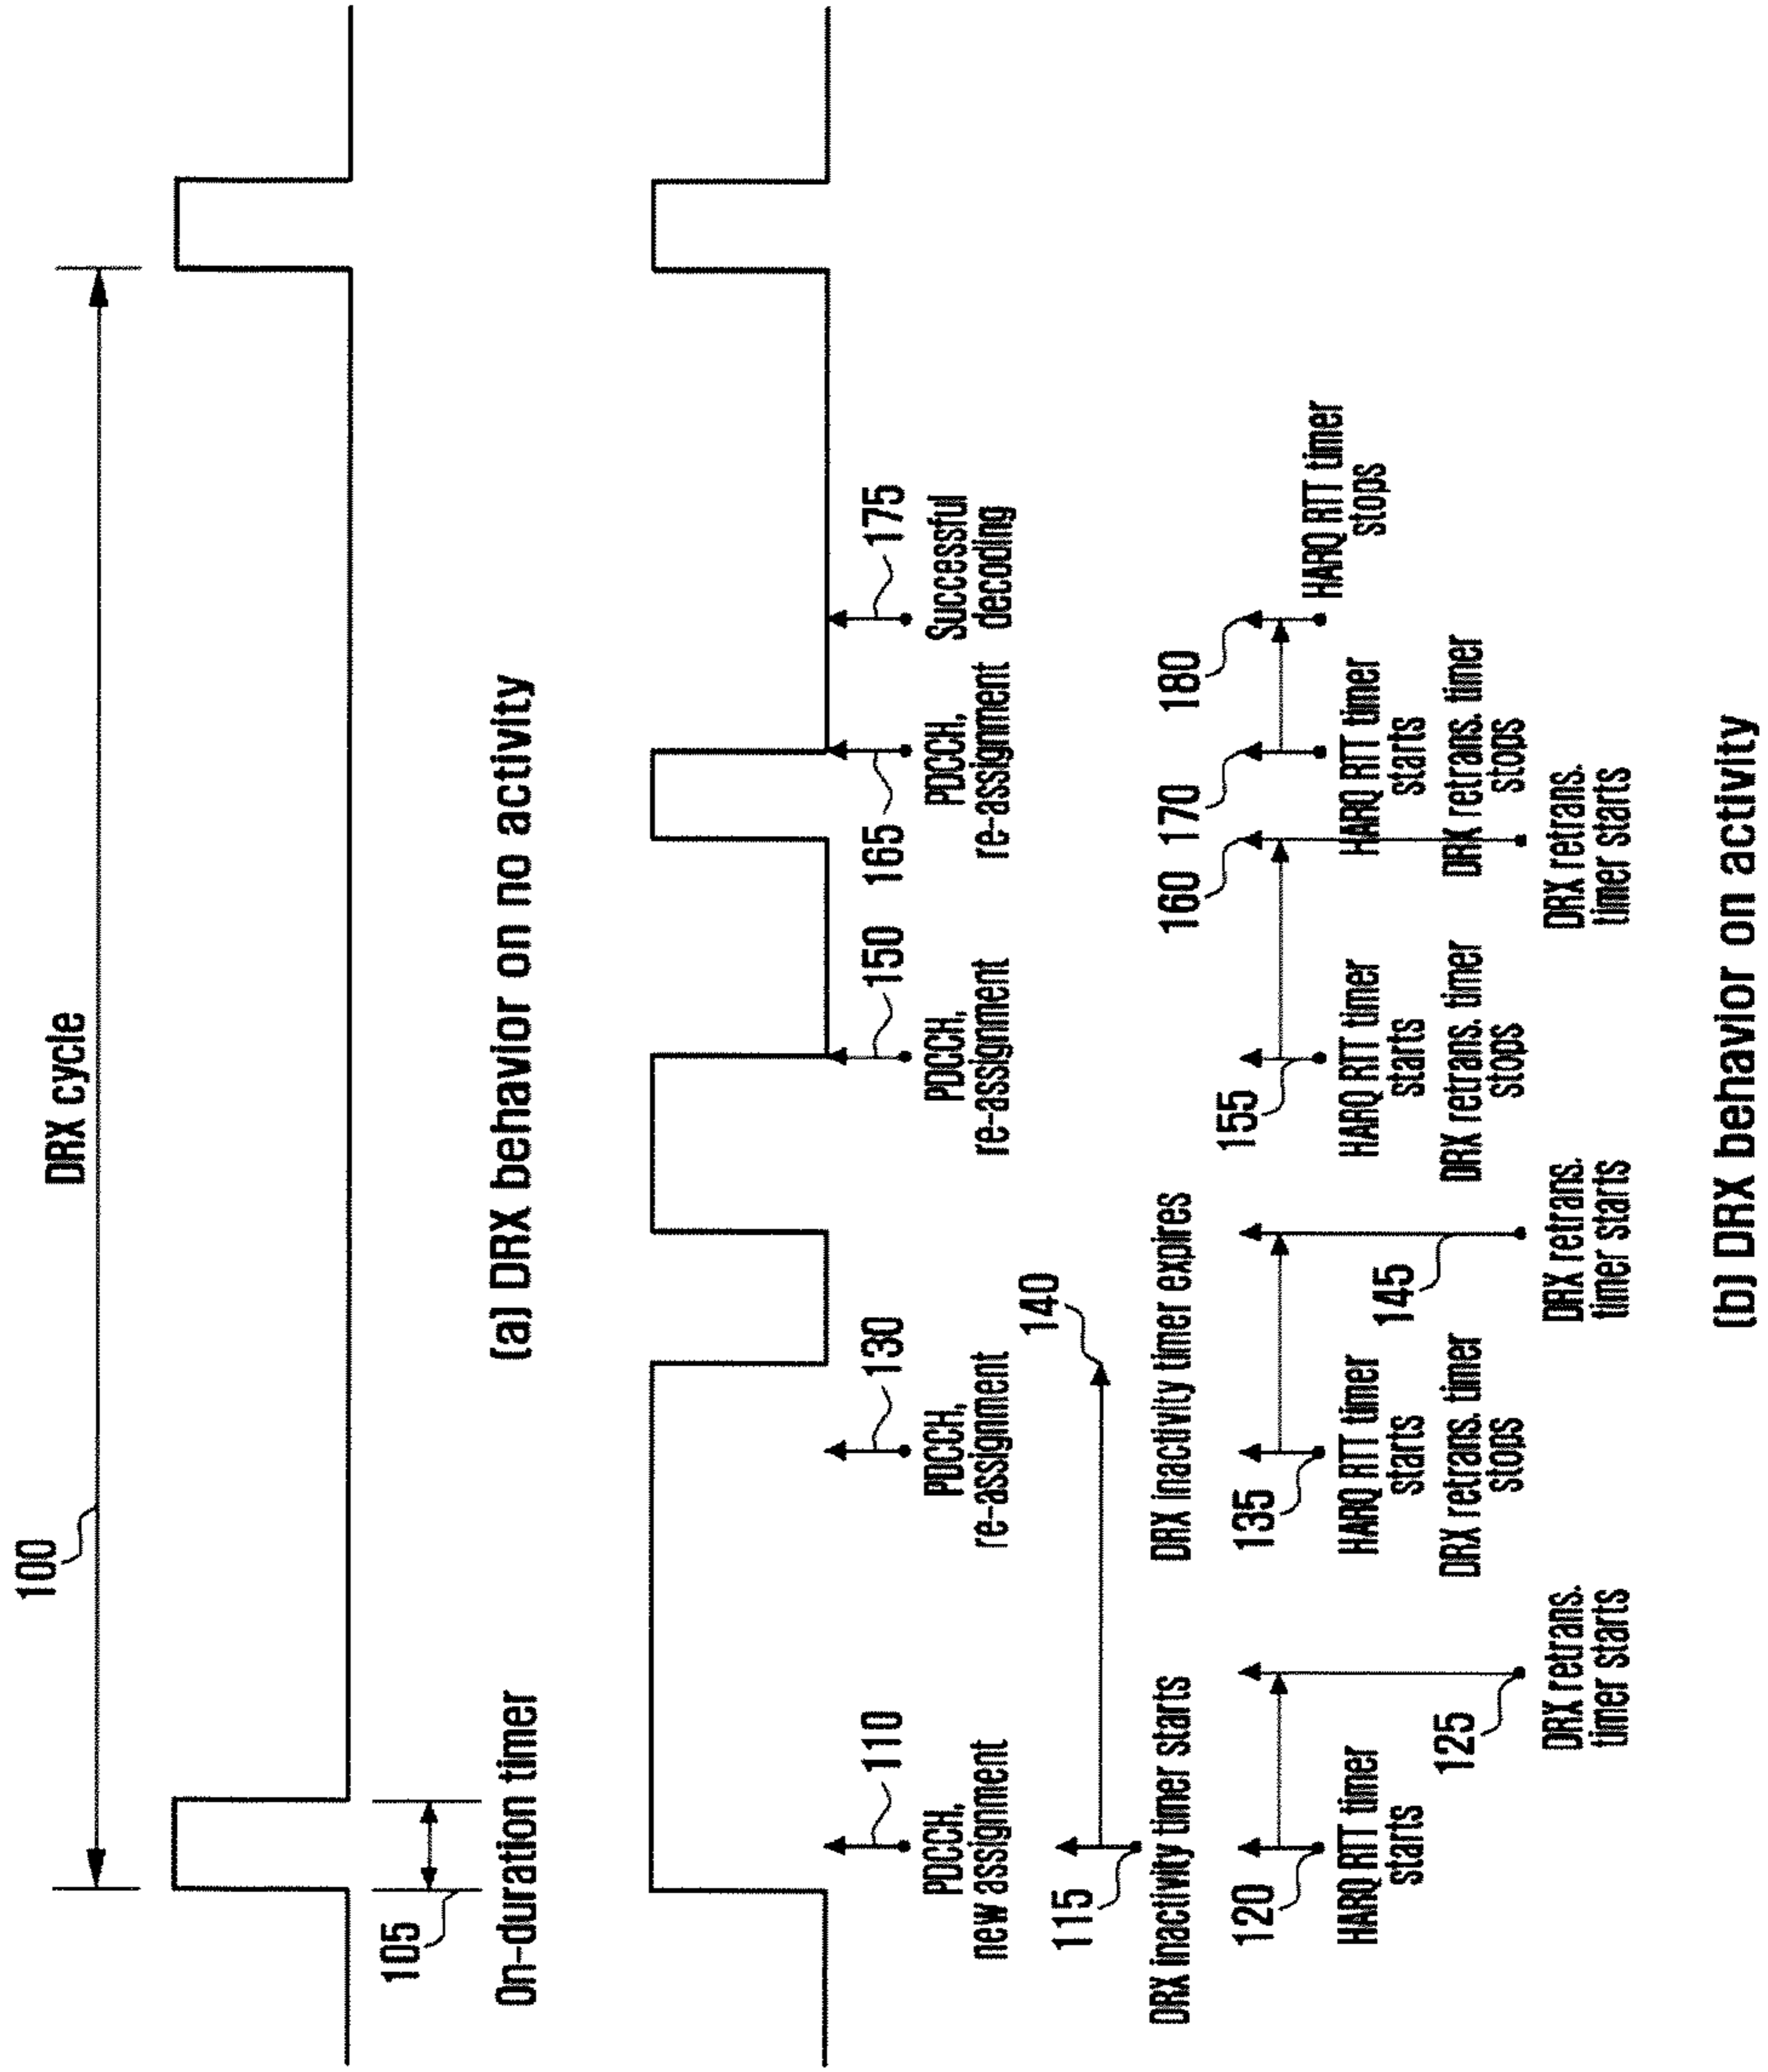 100
DRX cycle
105
On-duration timer
(a) DRX behavior on no activity
110
130
150
165
175
PDCCH,
new assignment
PDCCH,
re-assignment
PDCCH,
re-assignment
PDCCH,
re-assignment
Successful
decoding
115
140
DRX inactivity timer starts
DRX inactivity timer expires
120
135
155
160
170
180
HARQ RTT timer
starts
HARQ RTT timer
starts
HARQ RTT timer
starts
HARQ RTT timer
starts
HARQ RTT timer
stops
125
145
DRX retrans. timer
stops
DRX retrans. timer
stops
DRX retrans. timer
stops
DRX retrans.
timer starts
DRX retrans.
timer starts
DRX retrans.
timer starts
(b) DRX behavior on activity